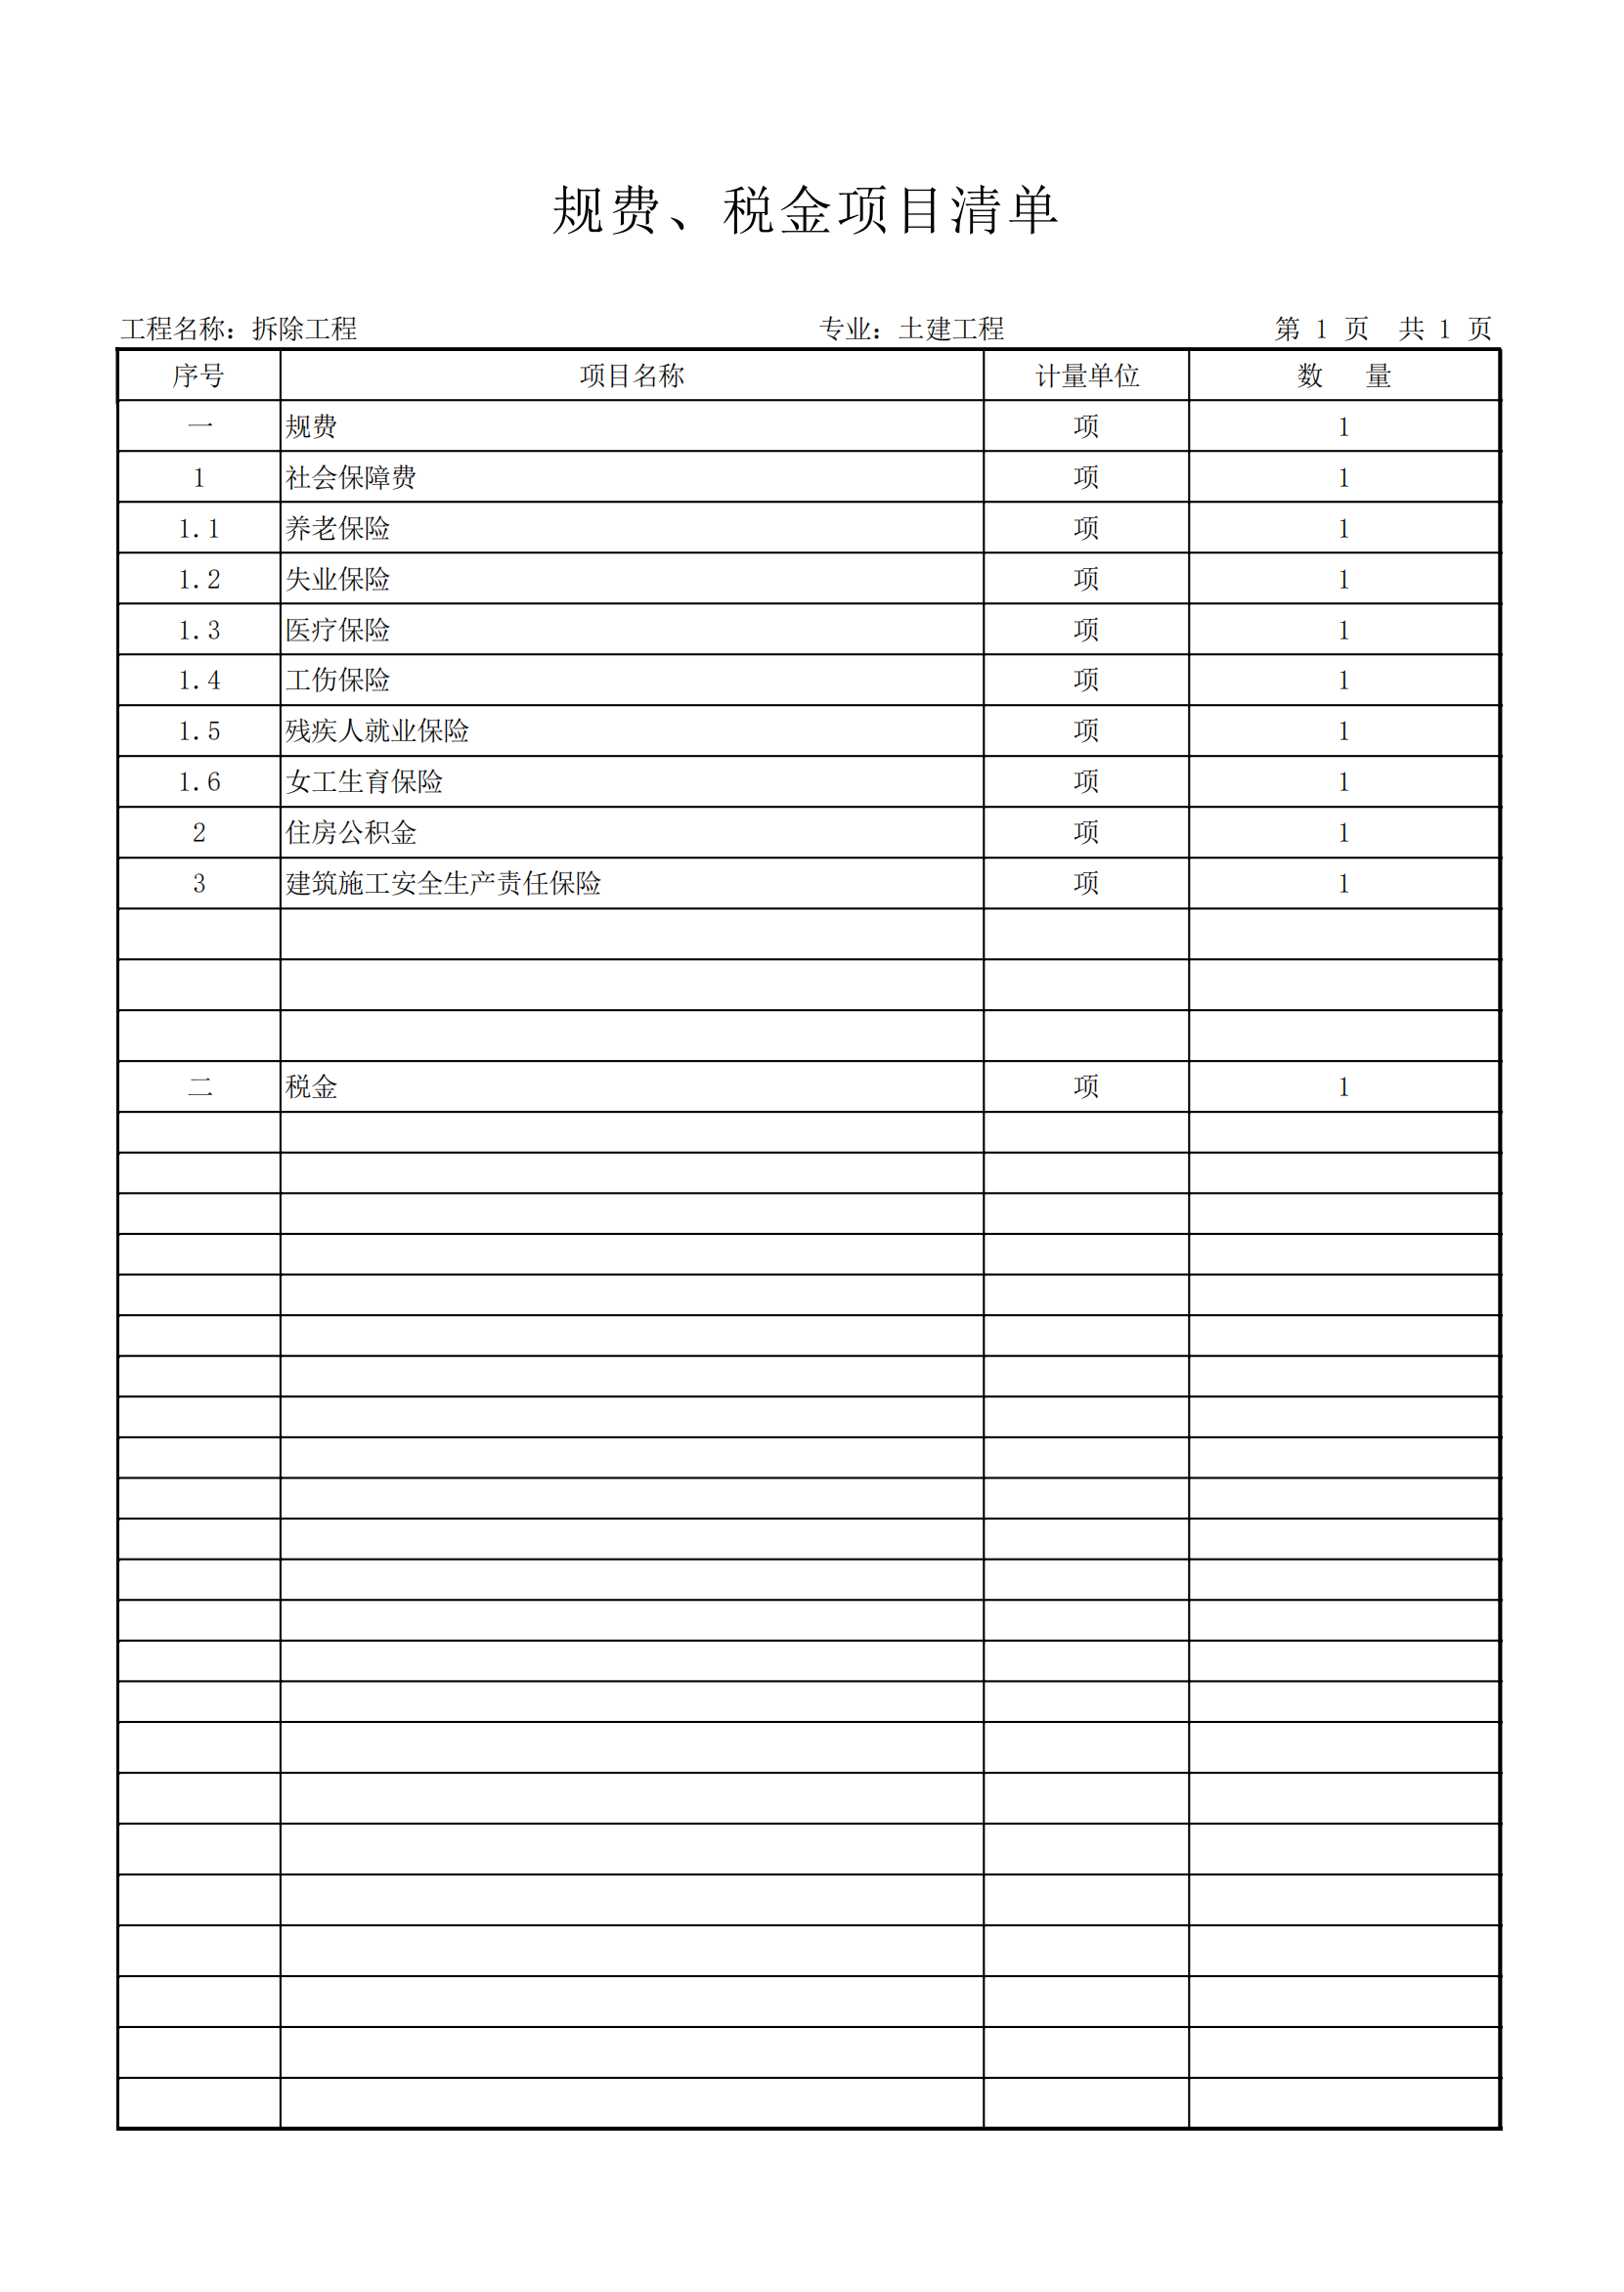 规费、税金项目清单
工程名称：拆除工程 专业：土建工程 第 1 页 共 1 页
序号 项目名称 计量单位 数 量
一 规费 项 1
1 社会保障费 项 1
1.1 养老保险 项 1
1.2 失业保险 项 1
1.3 医疗保险 项 1
1.4 工伤保险 项 1
1.5 残疾人就业保险 项 1
1.6 女工生育保险 项 1
2 住房公积金 项 1
3 建筑施工安全生产责任保险 项 1
二 税金 项 1